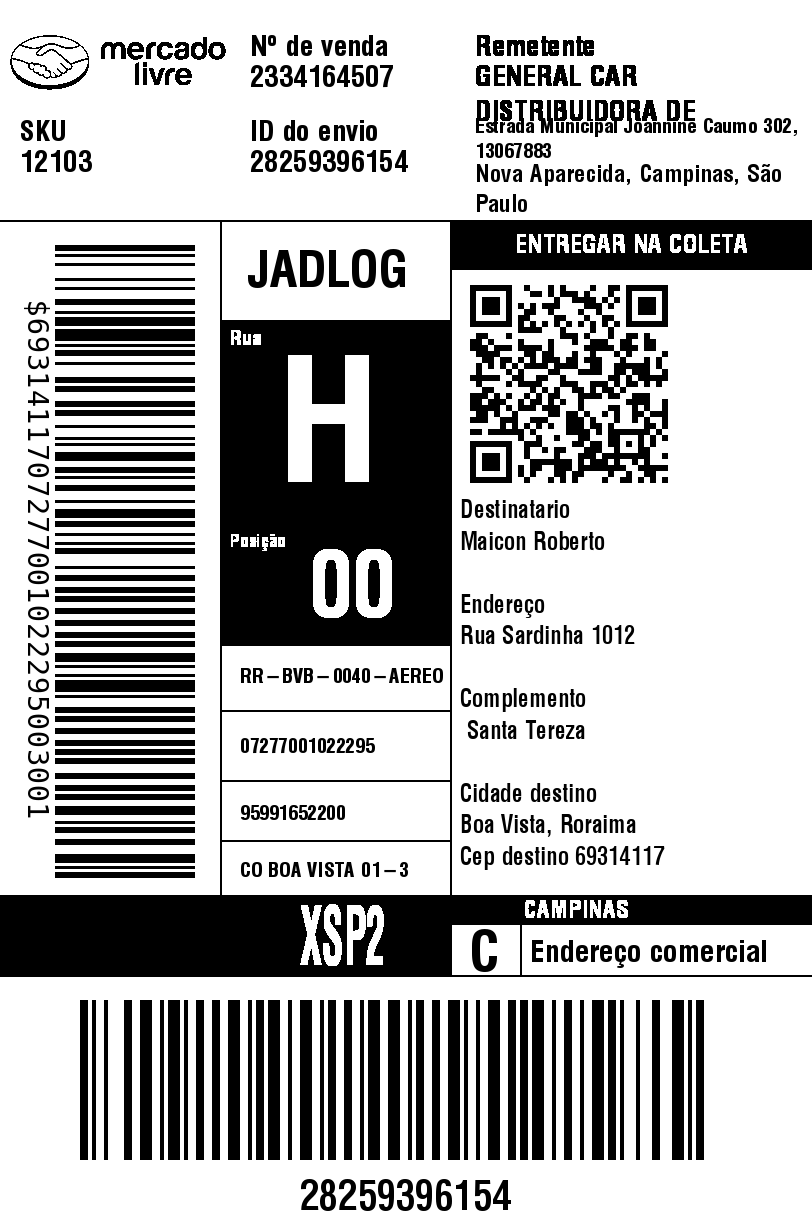 mercado
livre
Nº de venda
2334164507
SKU
12103
ID do envio
28259396154
Remetente
GENERAL CAR
DISTRIBUIDORA DE
Estrada Municipal Joannine Caumo 302,
13067883
Nova Aparecida, Campinas, São
Paulo
$6931411707277001022295003001
JADLOG
Rua
H
Posição
00
RR-BVB-0040-AEREO
07277001022295
95991652200
CO BOA VISTA 01-3
ENTREGAR NA COLETA
Destinatario
Maicon Roberto
Endereço
Rua Sardinha 1012
Complemento
Santa Tereza
Cidade destino
Boa Vista, Roraima
Cep destino 69314117
XSP2
CAMPINAS
C Endereço comercial
28259396154